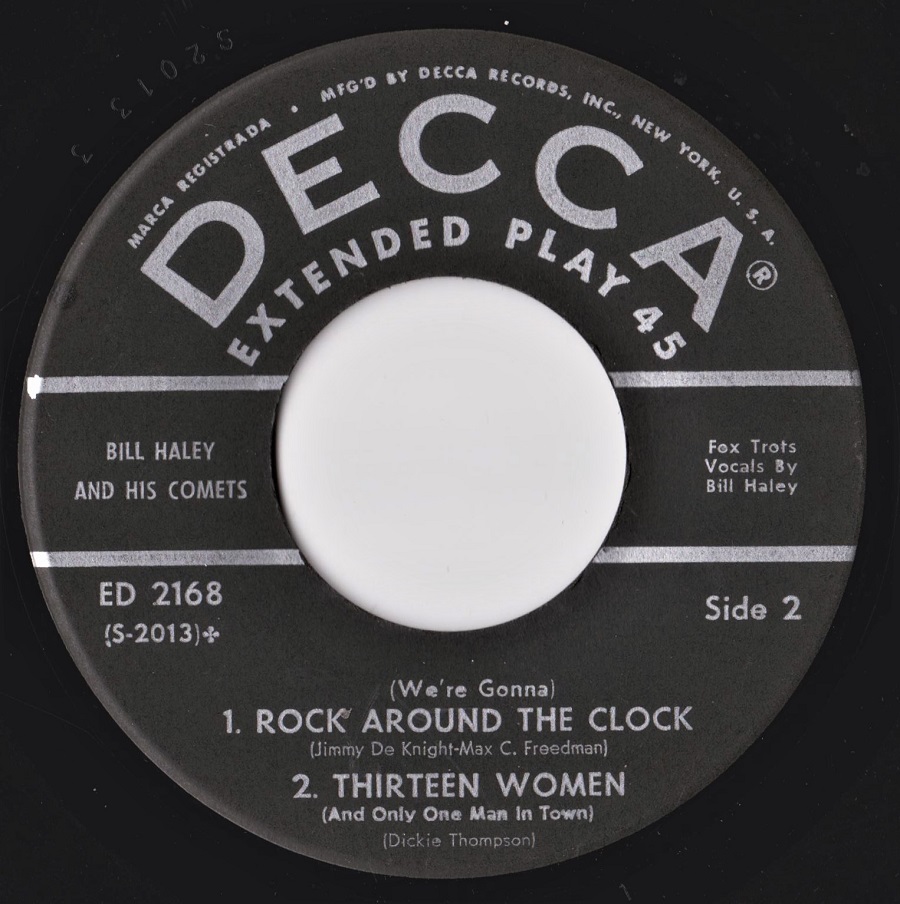 S2013 3
MARCA REGISTRADA • MFG'D BY DECCA RECORDS, INC., NEW YORK, U. S. A.
DECCA®
EXTENDED PLAY 45
BILL HALEY
AND HIS COMETS
Fox Trots
Vocals By
Bill Haley
ED 2168
(S-2013)✤
Side 2
(We're Gonna)
1. ROCK AROUND THE CLOCK
(Jimmy De Knight-Max C. Freedman)
2. THIRTEEN WOMEN
(And Only One Man In Town)
(Dickie Thompson)